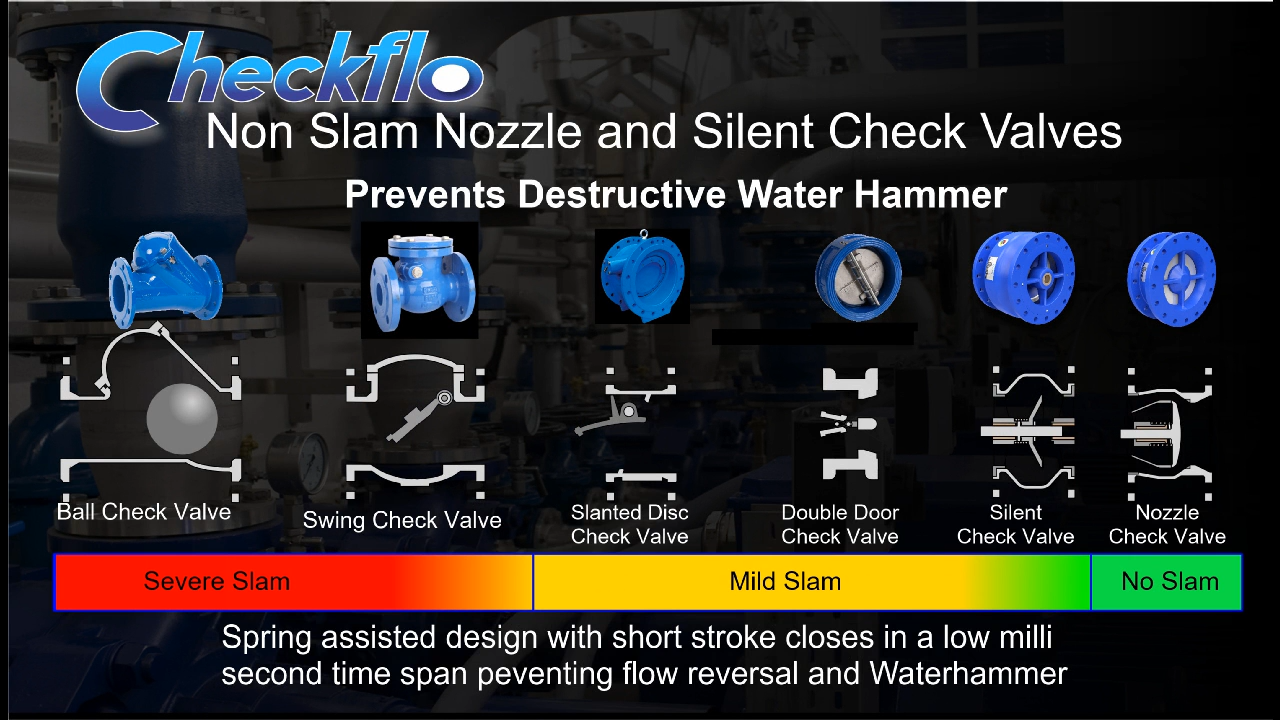 Checkflo
Non Slam Nozzle and Silent Check Valves
Prevents Destructive Water Hammer
Ball Check Valve
Swing Check Valve
Slanted Disc
Check Valve
Double Door
Check Valve
Silent
Check Valve
Nozzle
Check Valve
Severe Slam
Mild Slam
No Slam
Spring assisted design with short stroke closes in a low milli
second time span peventing flow reversal and Waterhammer